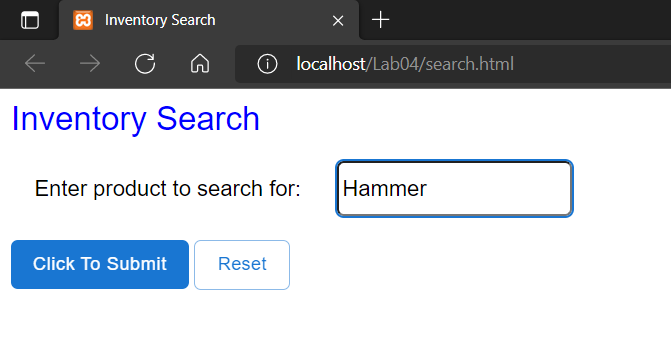 Inventory Search
localhost/Lab04/search.html
Inventory Search
Enter product to search for: Hammer
Click To Submit Reset